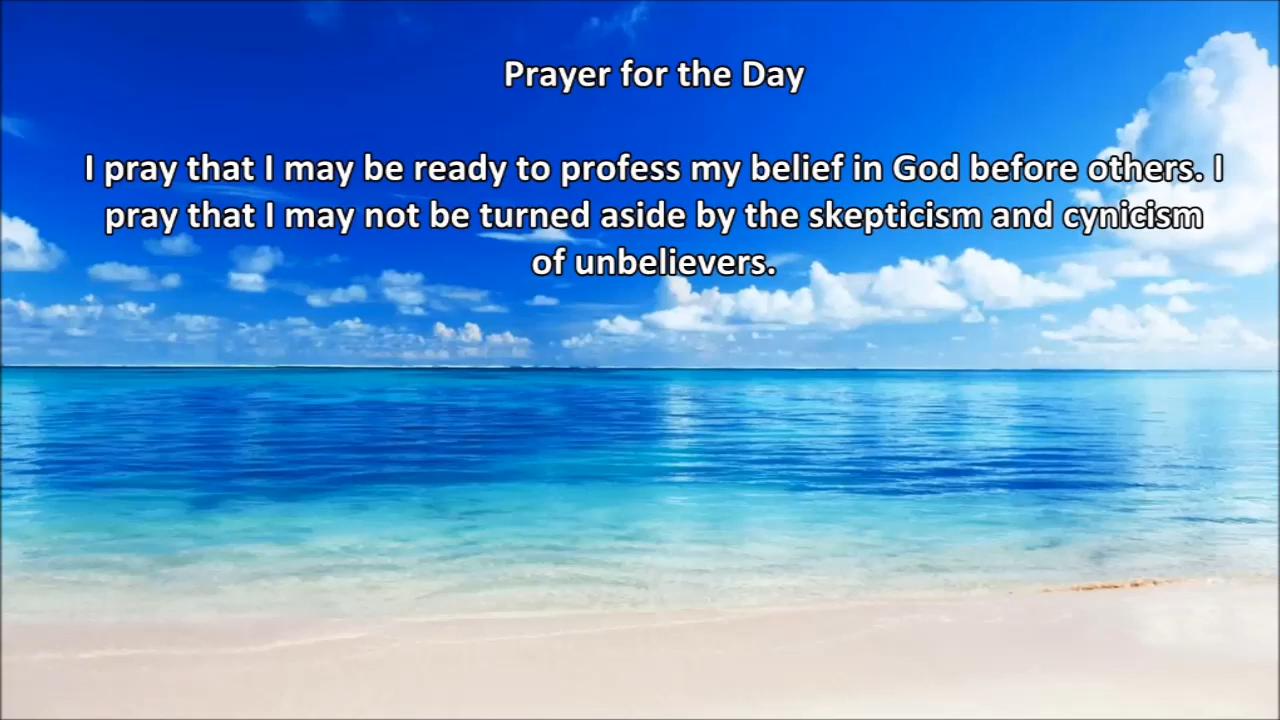 Prayer for the Day
I pray that I may be ready to profess my belief in God before others. I
pray that I may not be turned aside by the skepticism and cynicism
of unbelievers.